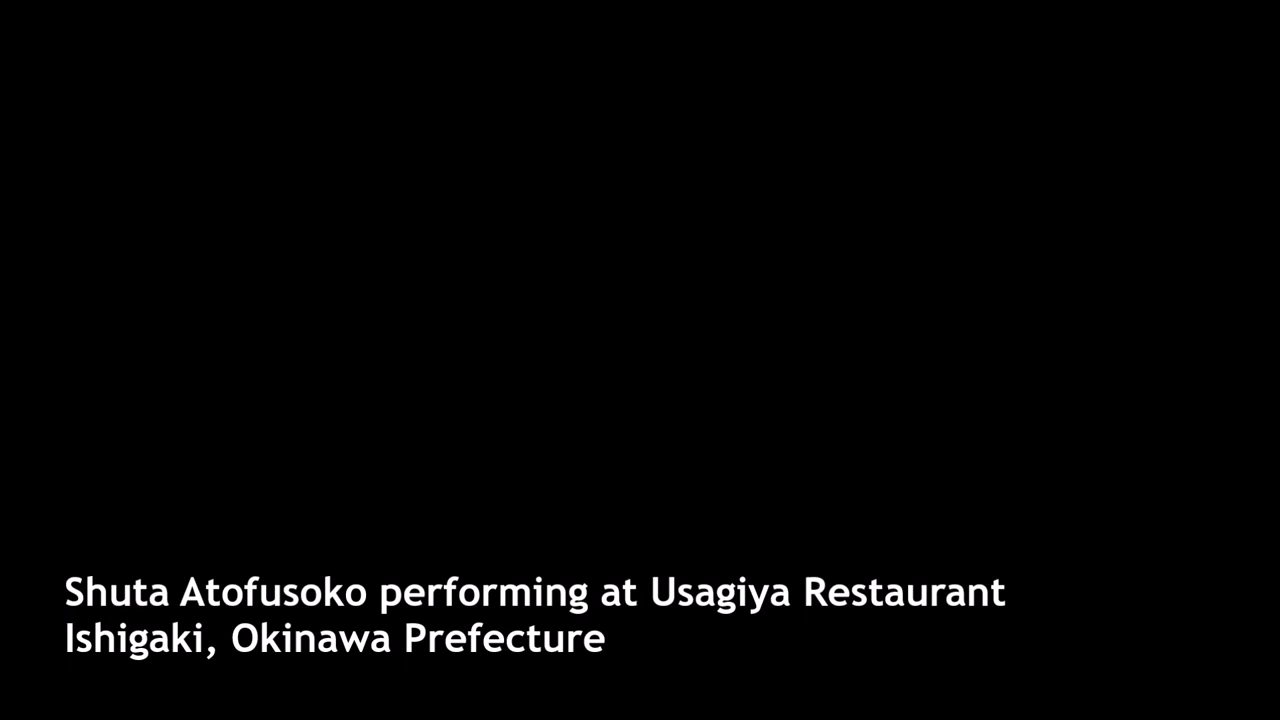 Shuta Atofusoko performing at Usagiya Restaurant
Ishigaki, Okinawa Prefecture